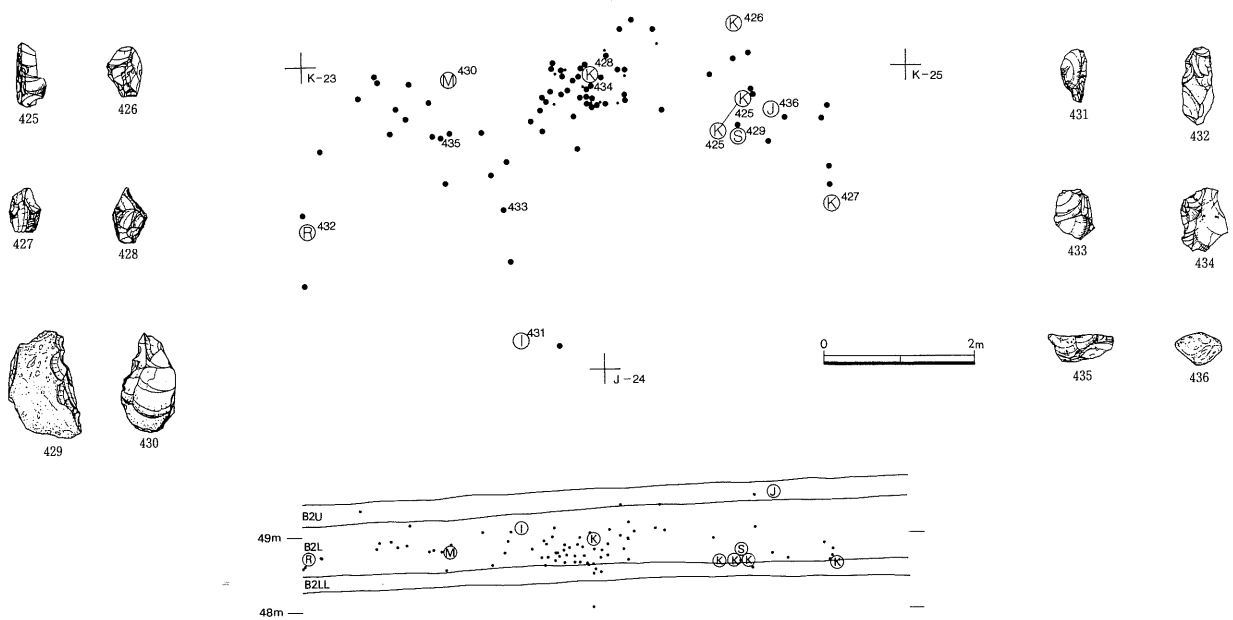 425
426
427
428
429
430
K-23
M 430
435
R 432
433
I 431
K 428
434
K 426
K 425
K 425
J 436
S 429
K 427
K-25
J-24
0 2m
431
432
433
434
435
436
B2U
B2L
B2LL
49m
48m
R
M
I
K
K
K
S
K
J
K